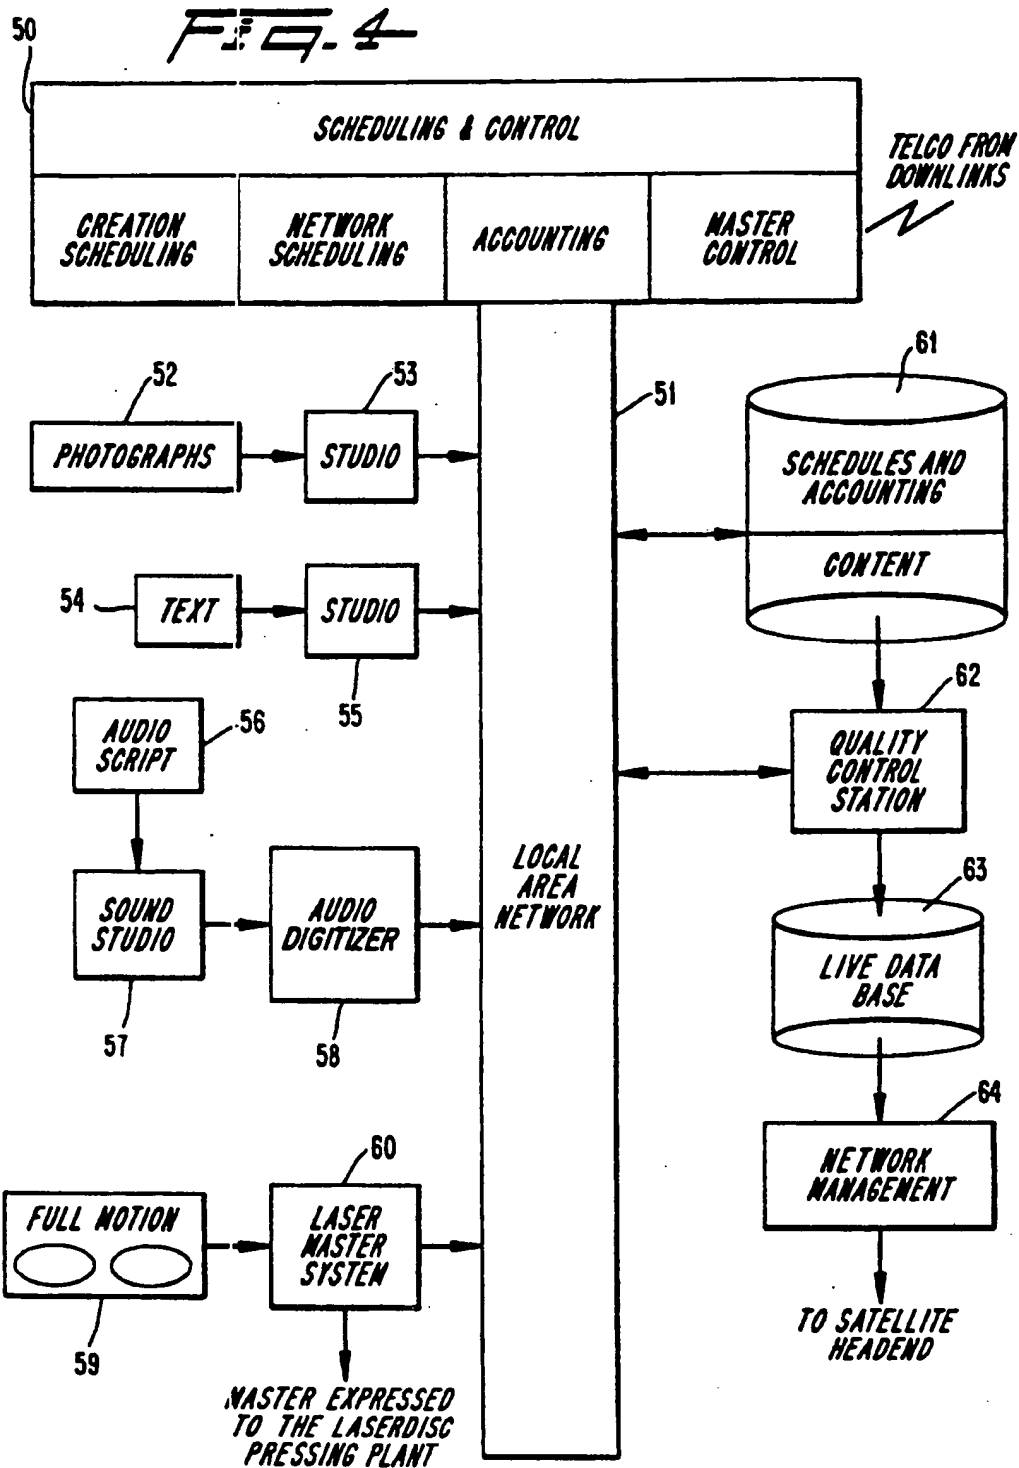 50
FIG. 4
SCHEDULING & CONTROL
TELCO FROM
DOWNLINKS
CREATION
SCHEDULING
NETWORK
SCHEDULING
ACCOUNTING
MASTER
CONTROL
52
53
51
61
PHOTOGRAPHS
STUDIO
SCHEDULES AND
ACCOUNTING
CONTENT
54
TEXT
STUDIO
55
56
AUDIO
SCRIPT
62
QUALITY
CONTROL
STATION
LOCAL
AREA
NETWORK
SOUND
STUDIO
57
AUDIO
DIGITIZER
58
63
LIVE DATA
BASE
64
NETWORK
MANAGEMENT
60
FULL MOTION
59
LASER
MASTER
SYSTEM
TO SATELLITE
HEADEND
MASTER EXPRESSED
TO THE LASERDISC
PRESSING PLANT